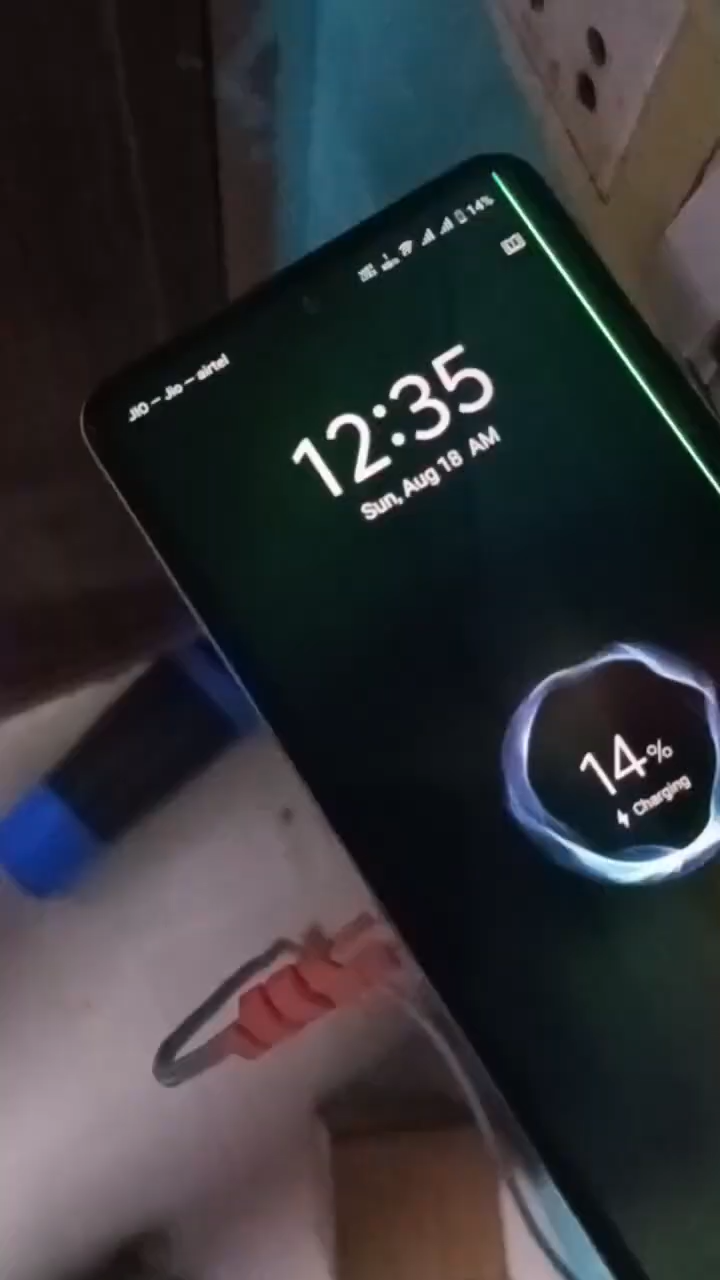 JIO — Jio — airtel
14%
12:35
Sun, Aug 18 AM
14%
Charging